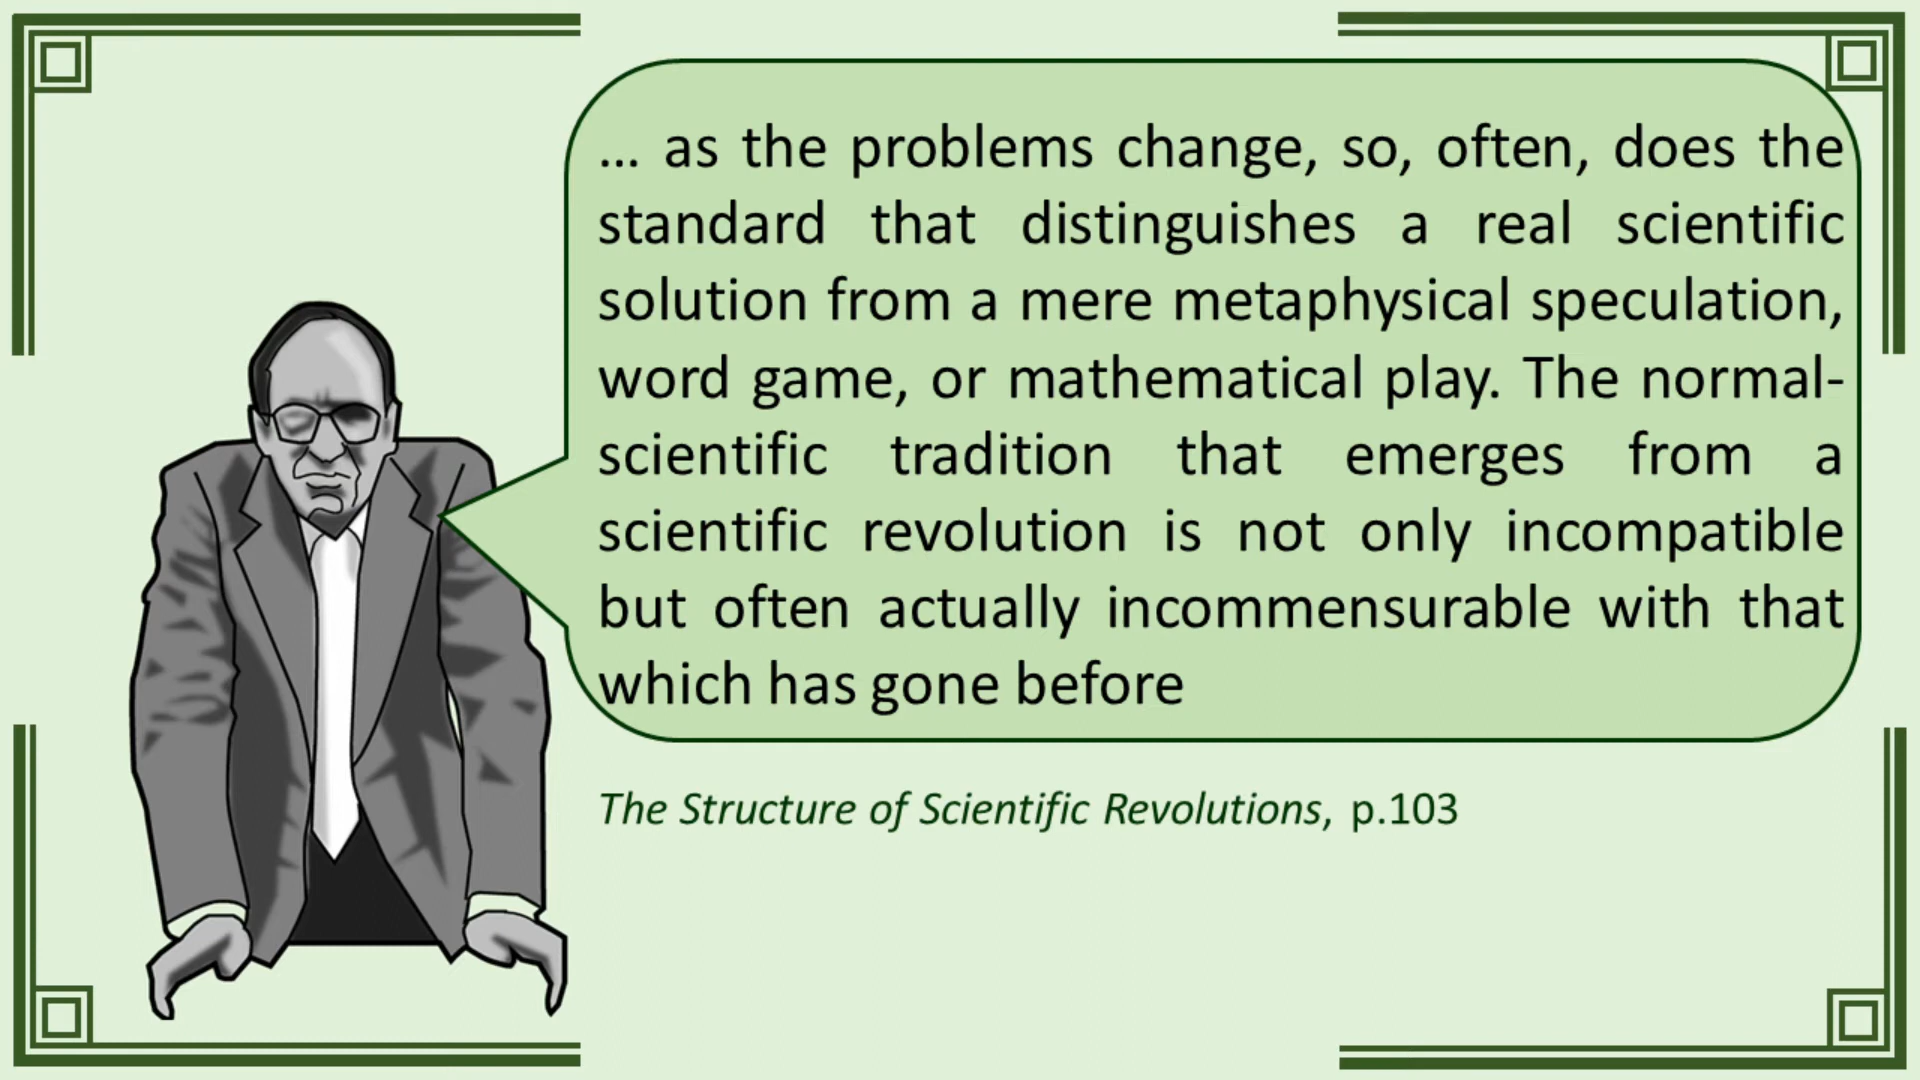 ... as the problems change, so, often, does the
standard that distinguishes a real scientific
solution from a mere metaphysical speculation,
word game, or mathematical play. The normal-
scientific tradition that emerges from a
scientific revolution is not only incompatible
but often actually incommensurable with that
which has gone before
The Structure of Scientific Revolutions, p.103